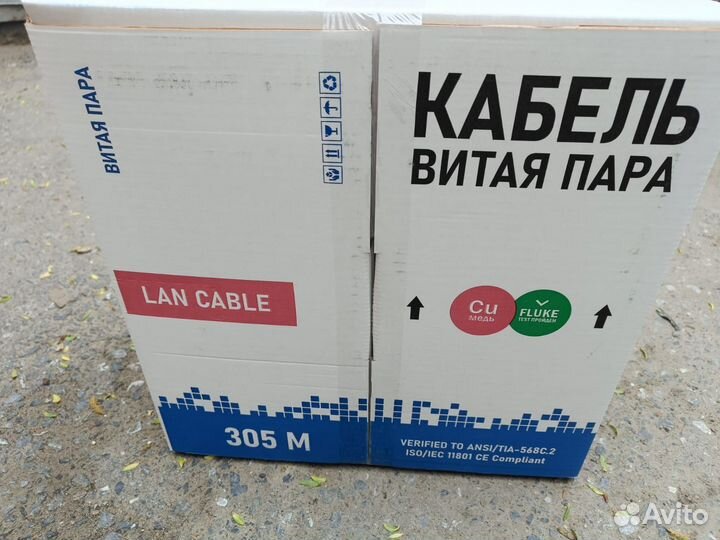 ВИТАЯ ПАРА
LAN CABLE
305 М
КАБЕЛЬ
ВИТАЯ ПАРА
Cu
медь
FLUKE
TEST ПРОЙДЕН
VERIFIED TO ANSI/TIA-568C.2
ISO/IEC 11801 CE Compliant
Avito